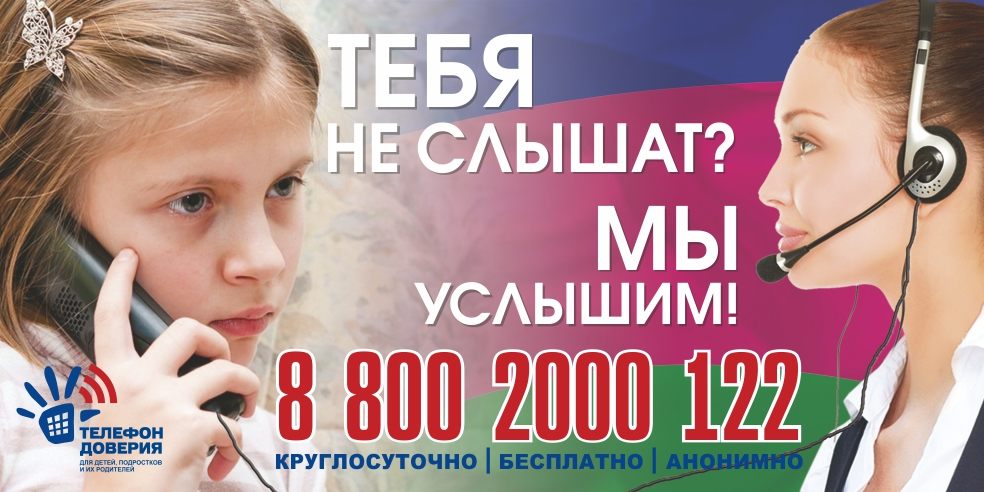 ТЕБЯ
НЕ СЛЫШАТ?
МЫ
УСЛЫШИМ!
8 800 2000 122
КРУГЛОСУТОЧНО | БЕСПЛАТНО | АНОНИМНО
ТЕЛЕФОН
ДОВЕРИЯ
ДЛЯ ДЕТЕЙ, ПОДРОСТКОВ
И ИХ РОДИТЕЛЕЙ